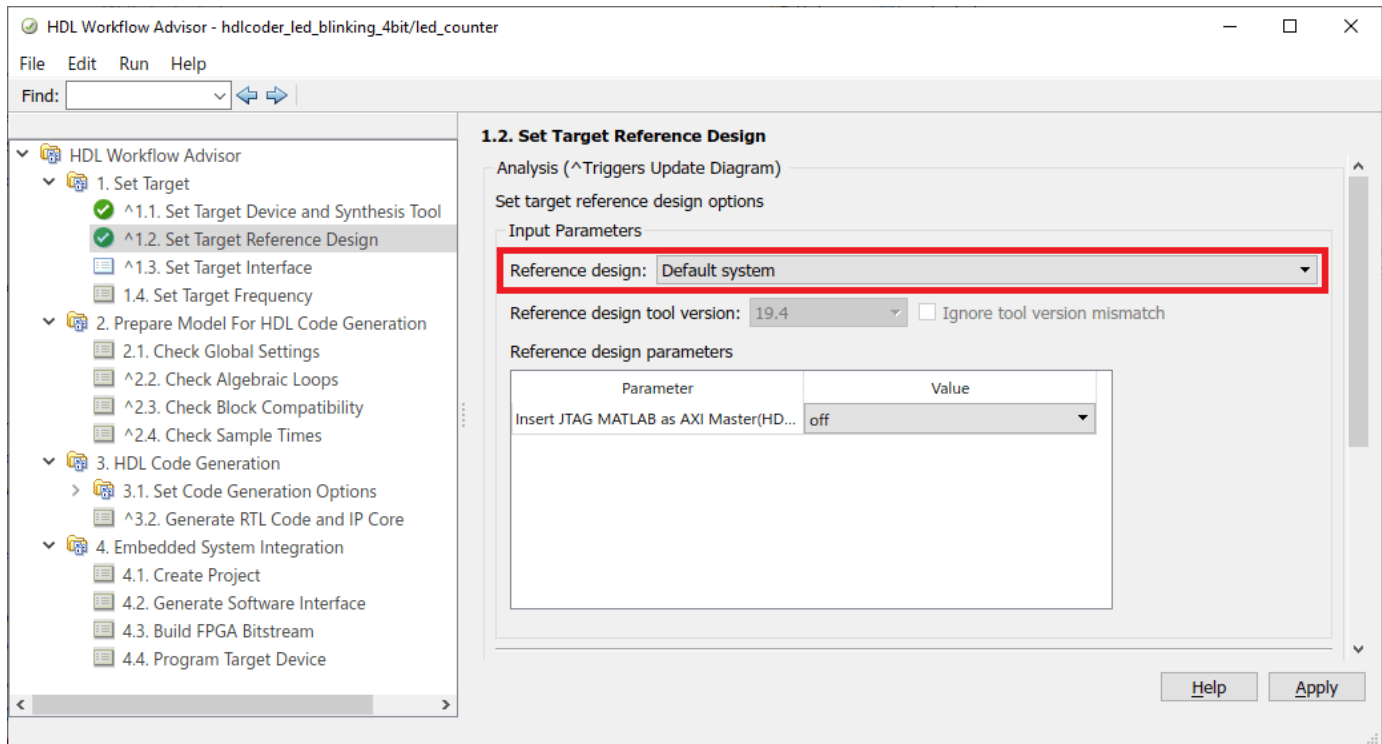 HDL Workflow Advisor - hdlcoder_led_blinking_4bit/led_counter
File Edit Run Help
Find:
HDL Workflow Advisor
1. Set Target
^1.1. Set Target Device and Synthesis Tool
^1.2. Set Target Reference Design
^1.3. Set Target Interface
1.4. Set Target Frequency
2. Prepare Model For HDL Code Generation
2.1. Check Global Settings
^2.2. Check Algebraic Loops
^2.3. Check Block Compatibility
^2.4. Check Sample Times
3. HDL Code Generation
3.1. Set Code Generation Options
^3.2. Generate RTL Code and IP Core
4. Embedded System Integration
4.1. Create Project
4.2. Generate Software Interface
4.3. Build FPGA Bitstream
4.4. Program Target Device
1.2. Set Target Reference Design
Analysis (^Triggers Update Diagram)
Set target reference design options
Input Parameters
Reference design: Default system
Reference design tool version: 19.4 Ignore tool version mismatch
Reference design parameters
Parameter Value
Insert JTAG MATLAB as AXI Master(HD... off
Help Apply